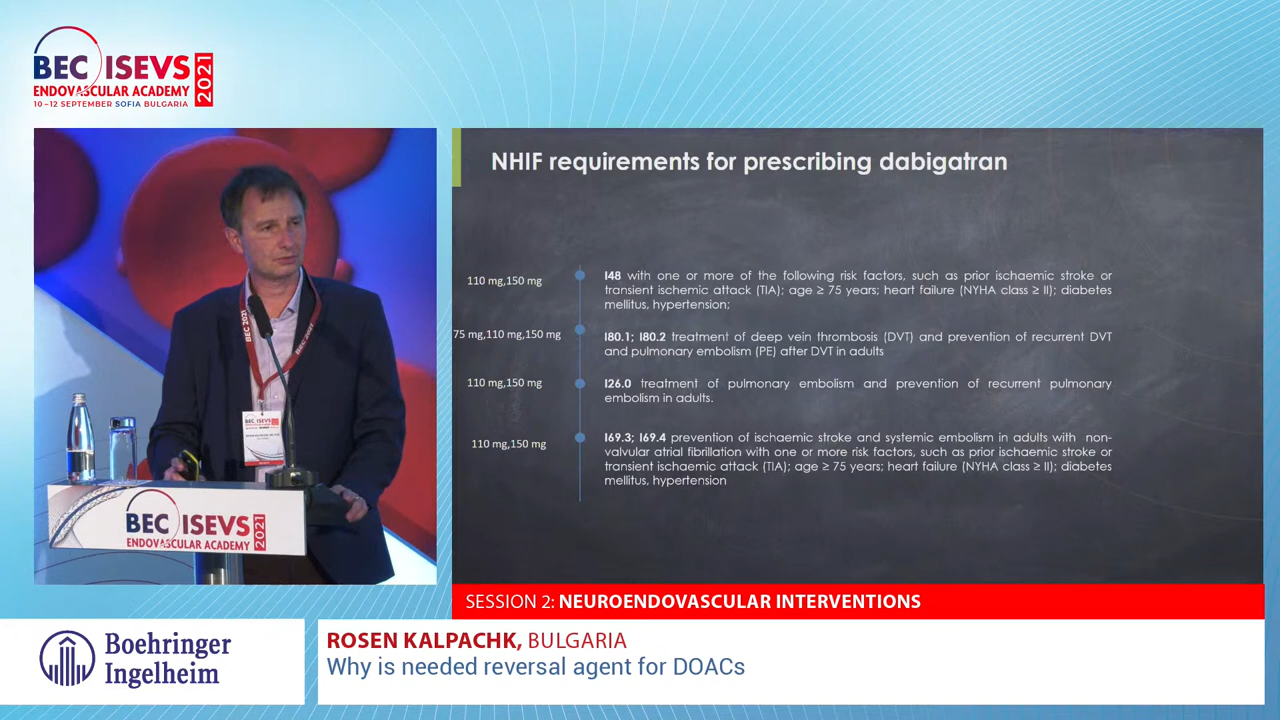 BEC ISEVS
ENDOVASCULAR ACADEMY
2021
10–12 SEPTEMBER SOFIA BULGARIA
NHIF requirements for prescribing dabigatran
110 mg,150 mg
I48 with one or more of the following risk factors, such as prior ischaemic stroke or
transient ischemic attack (TIA); age ≥ 75 years; heart failure (NYHA class ≥ II); diabetes
mellitus, hypertension;
75 mg,110 mg,150 mg
I80.1; I80.2 treatment of deep vein thrombosis (DVT) and prevention of recurrent DVT
and pulmonary embolism (PE) after DVT in adults
110 mg,150 mg
I26.0 treatment of pulmonary embolism and prevention of recurrent pulmonary
embolism in adults.
110 mg,150 mg
I69.3; I69.4 prevention of ischaemic stroke and systemic embolism in adults with non-
valvular atrial fibrillation with one or more risk factors, such as prior ischaemic stroke or
transient ischaemic attack (TIA); age ≥ 75 years; heart failure (NYHA class ≥ II); diabetes
mellitus, hypertension
BEC 2021
BEC 2021
BEC ISEVS
BEC ISEVS
ENDOVASCULAR ACADEMY
2021
SESSION 2: NEUROENDOVASCULAR INTERVENTIONS
Boehringer
Ingelheim
ROSEN KALPACHK, BULGARIA
Why is needed reversal agent for DOACs